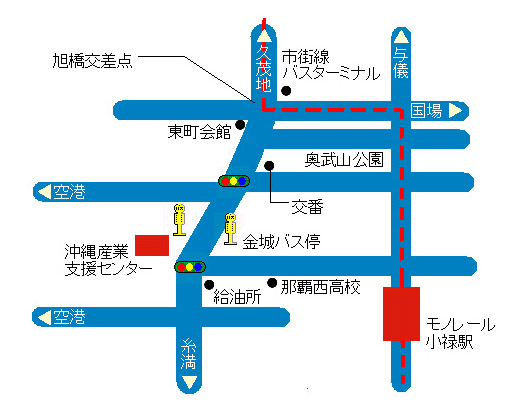 久茂地
市街線
バスターミナル
与儀
旭橋交差点
国場
東町会館
奥武山公園
空港
交番
金城バス停
沖縄産業
支援センター
那覇西高校
給油所
空港
モノレール
小禄駅
糸満